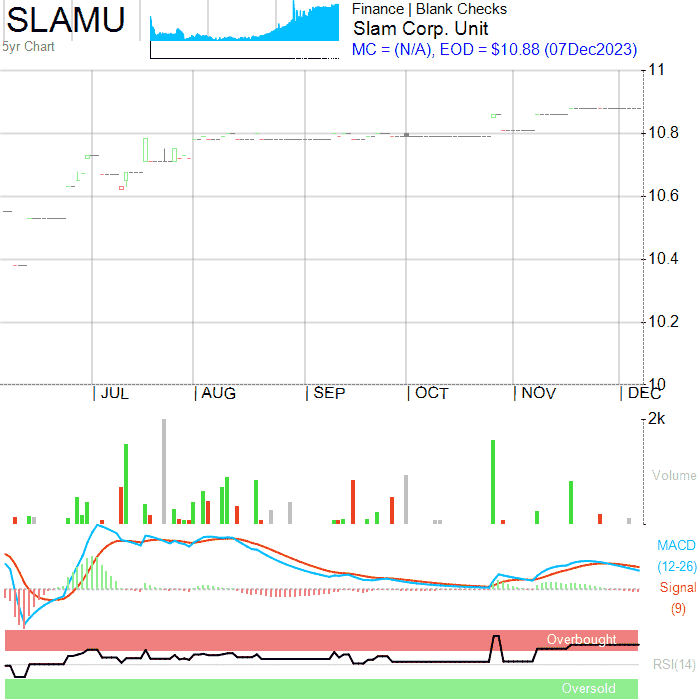 SLAMU
5yr Chart
Finance | Blank Checks
Slam Corp. Unit
MC = (N/A), EOD = $10.88 (07Dec2023)
11
10.8
10.6
10.4
10.2
10
JUL AUG SEP OCT NOV DEC
2k
Volume
MACD
(12-26)
Signal
(9)
Overbought
RSI(14)
Oversold